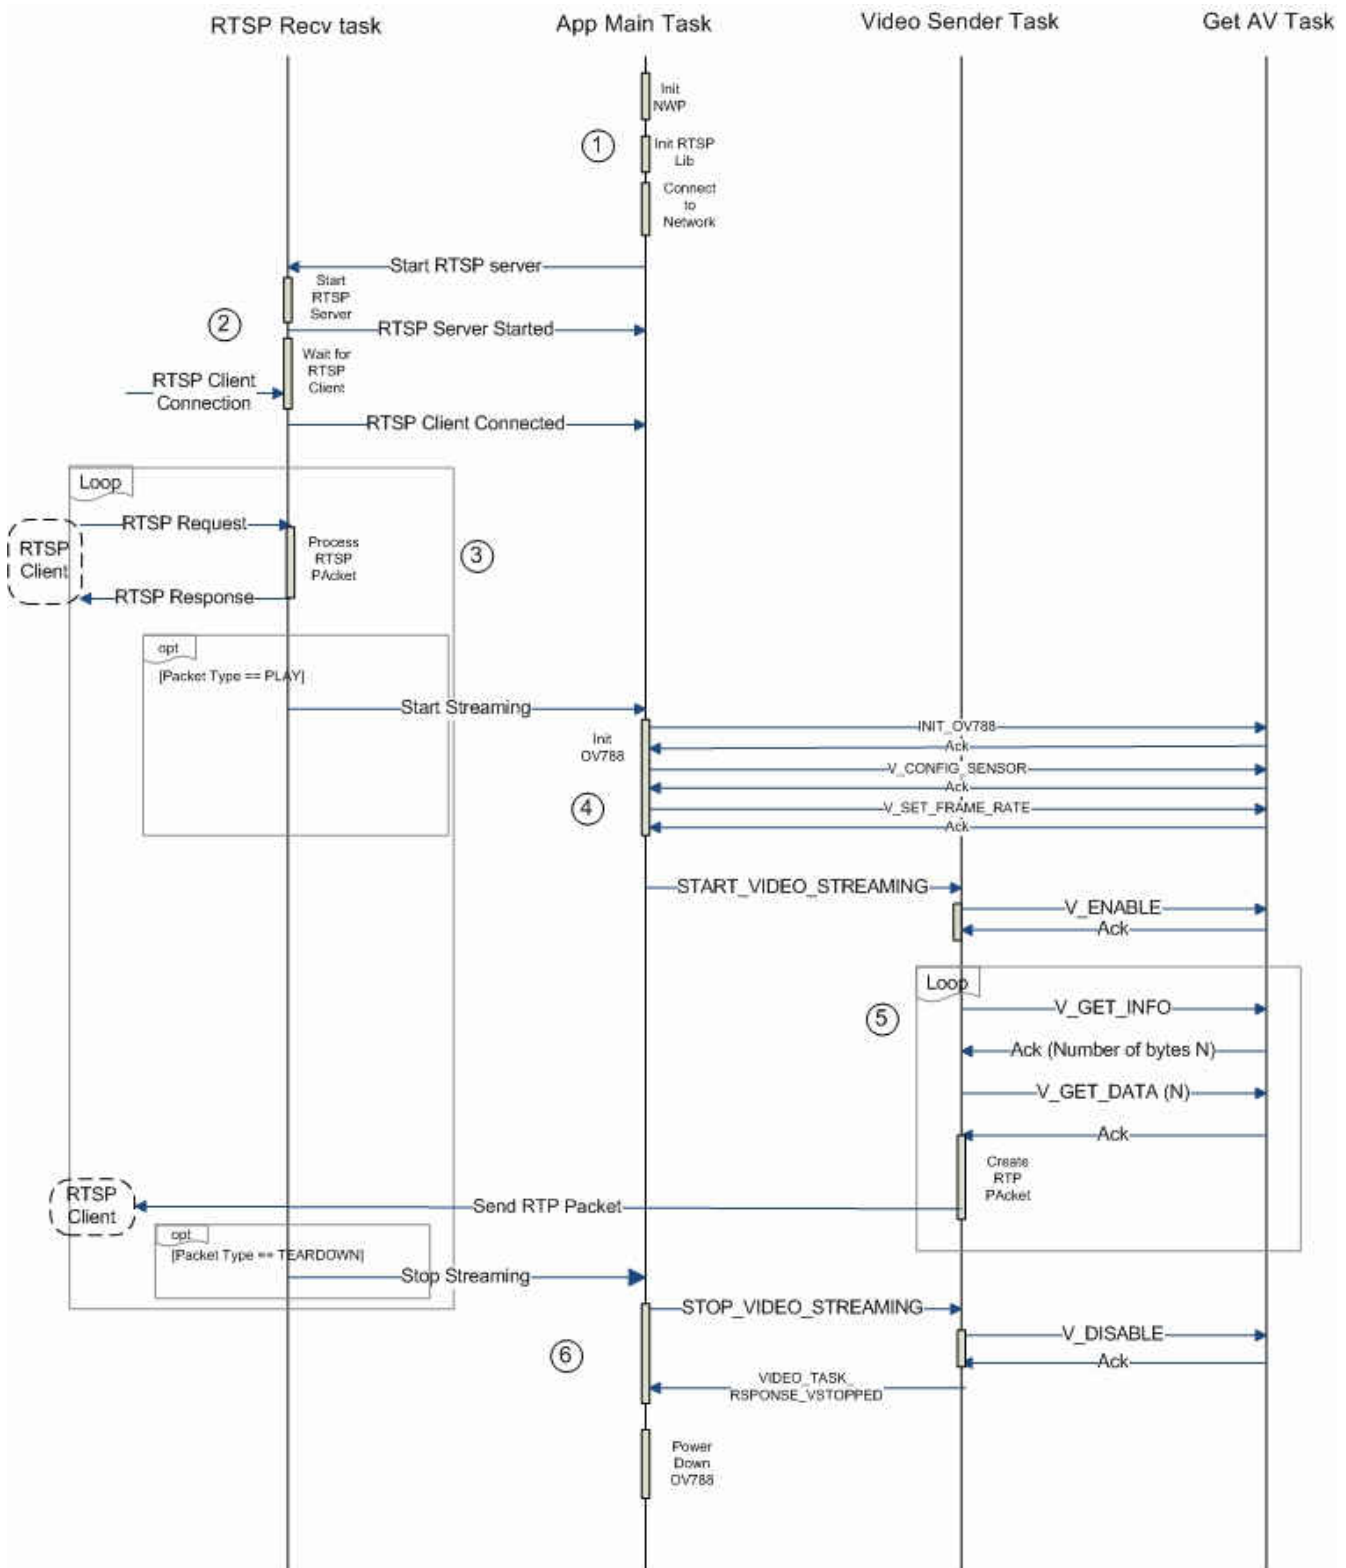 RTSP Recv task
App Main Task
Video Sender Task
Get AV Task
Init
NWP
1
Init RTSP
Lib
Connect
to
Network
Start RTSP server
Start
RTSP
Server
2
RTSP Server Started
Wait for
RTSP
Client
RTSP Client
Connection
RTSP Client Connected
Loop
RTSP Request
RTSP
Client
Process
RTSP
PAcket
3
RTSP Response
opt
[Packet Type == PLAY]
Start Streaming
Init
OV788
INIT_OV788
Ack
V_CONFIG_SENSOR
Ack
4
V_SET_FRAME_RATE
Ack
START_VIDEO_STREAMING
V_ENABLE
Ack
Loop
5
V_GET_INFO
Ack (Number of bytes N)
V_GET_DATA (N)
Ack
Create
RTP
PAcket
RTSP
Client
Send RTP Packet
opt
[Packet Type == TEARDOWN]
Stop Streaming
STOP_VIDEO_STREAMING
V_DISABLE
6
Ack
VIDEO_TASK_
RSPONSE_VSTOPPED
Power
Down
OV788